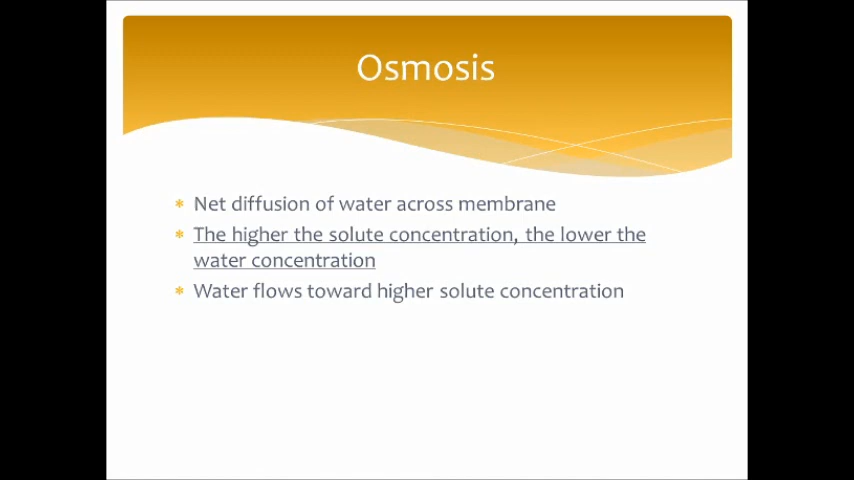 Osmosis
* Net diffusion of water across membrane
* The higher the solute concentration, the lower the
water concentration
* Water flows toward higher solute concentration